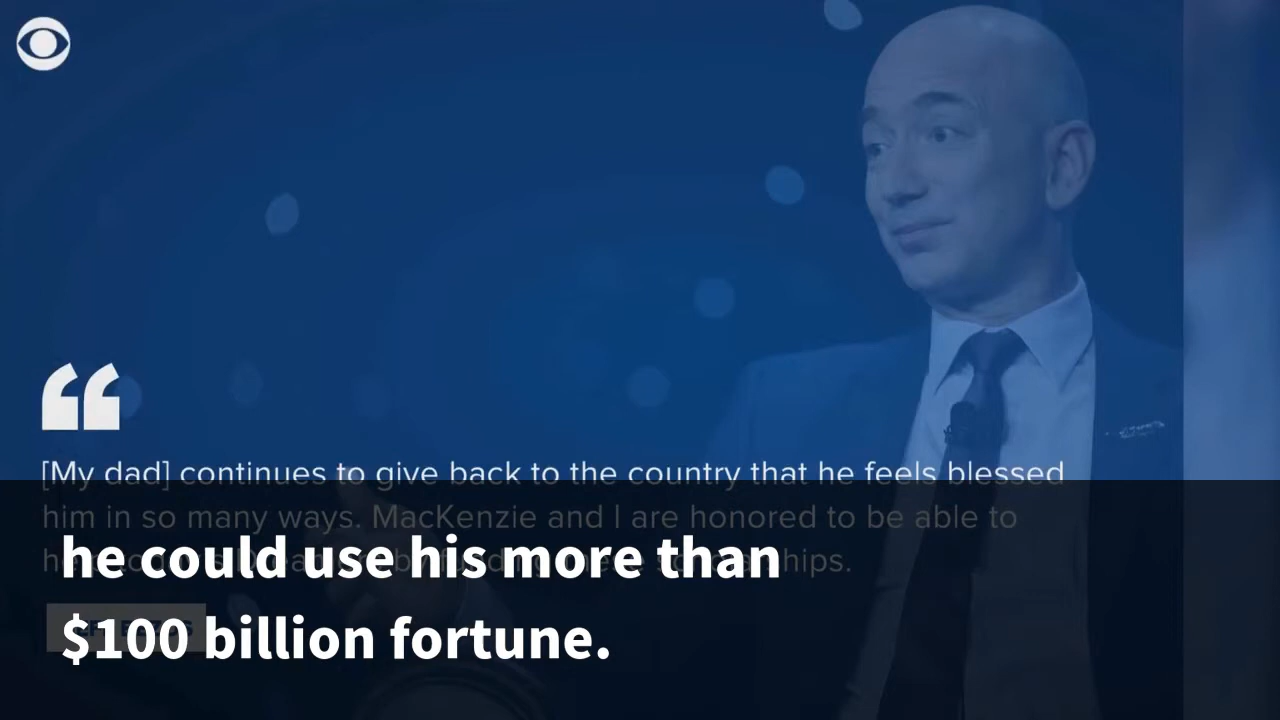 [My dad] continues to give back to the country that he feels blessed
him in so many ways. MacKenzie and I are honored to be able to
he could use his more than
hips.
$100 billion fortune.